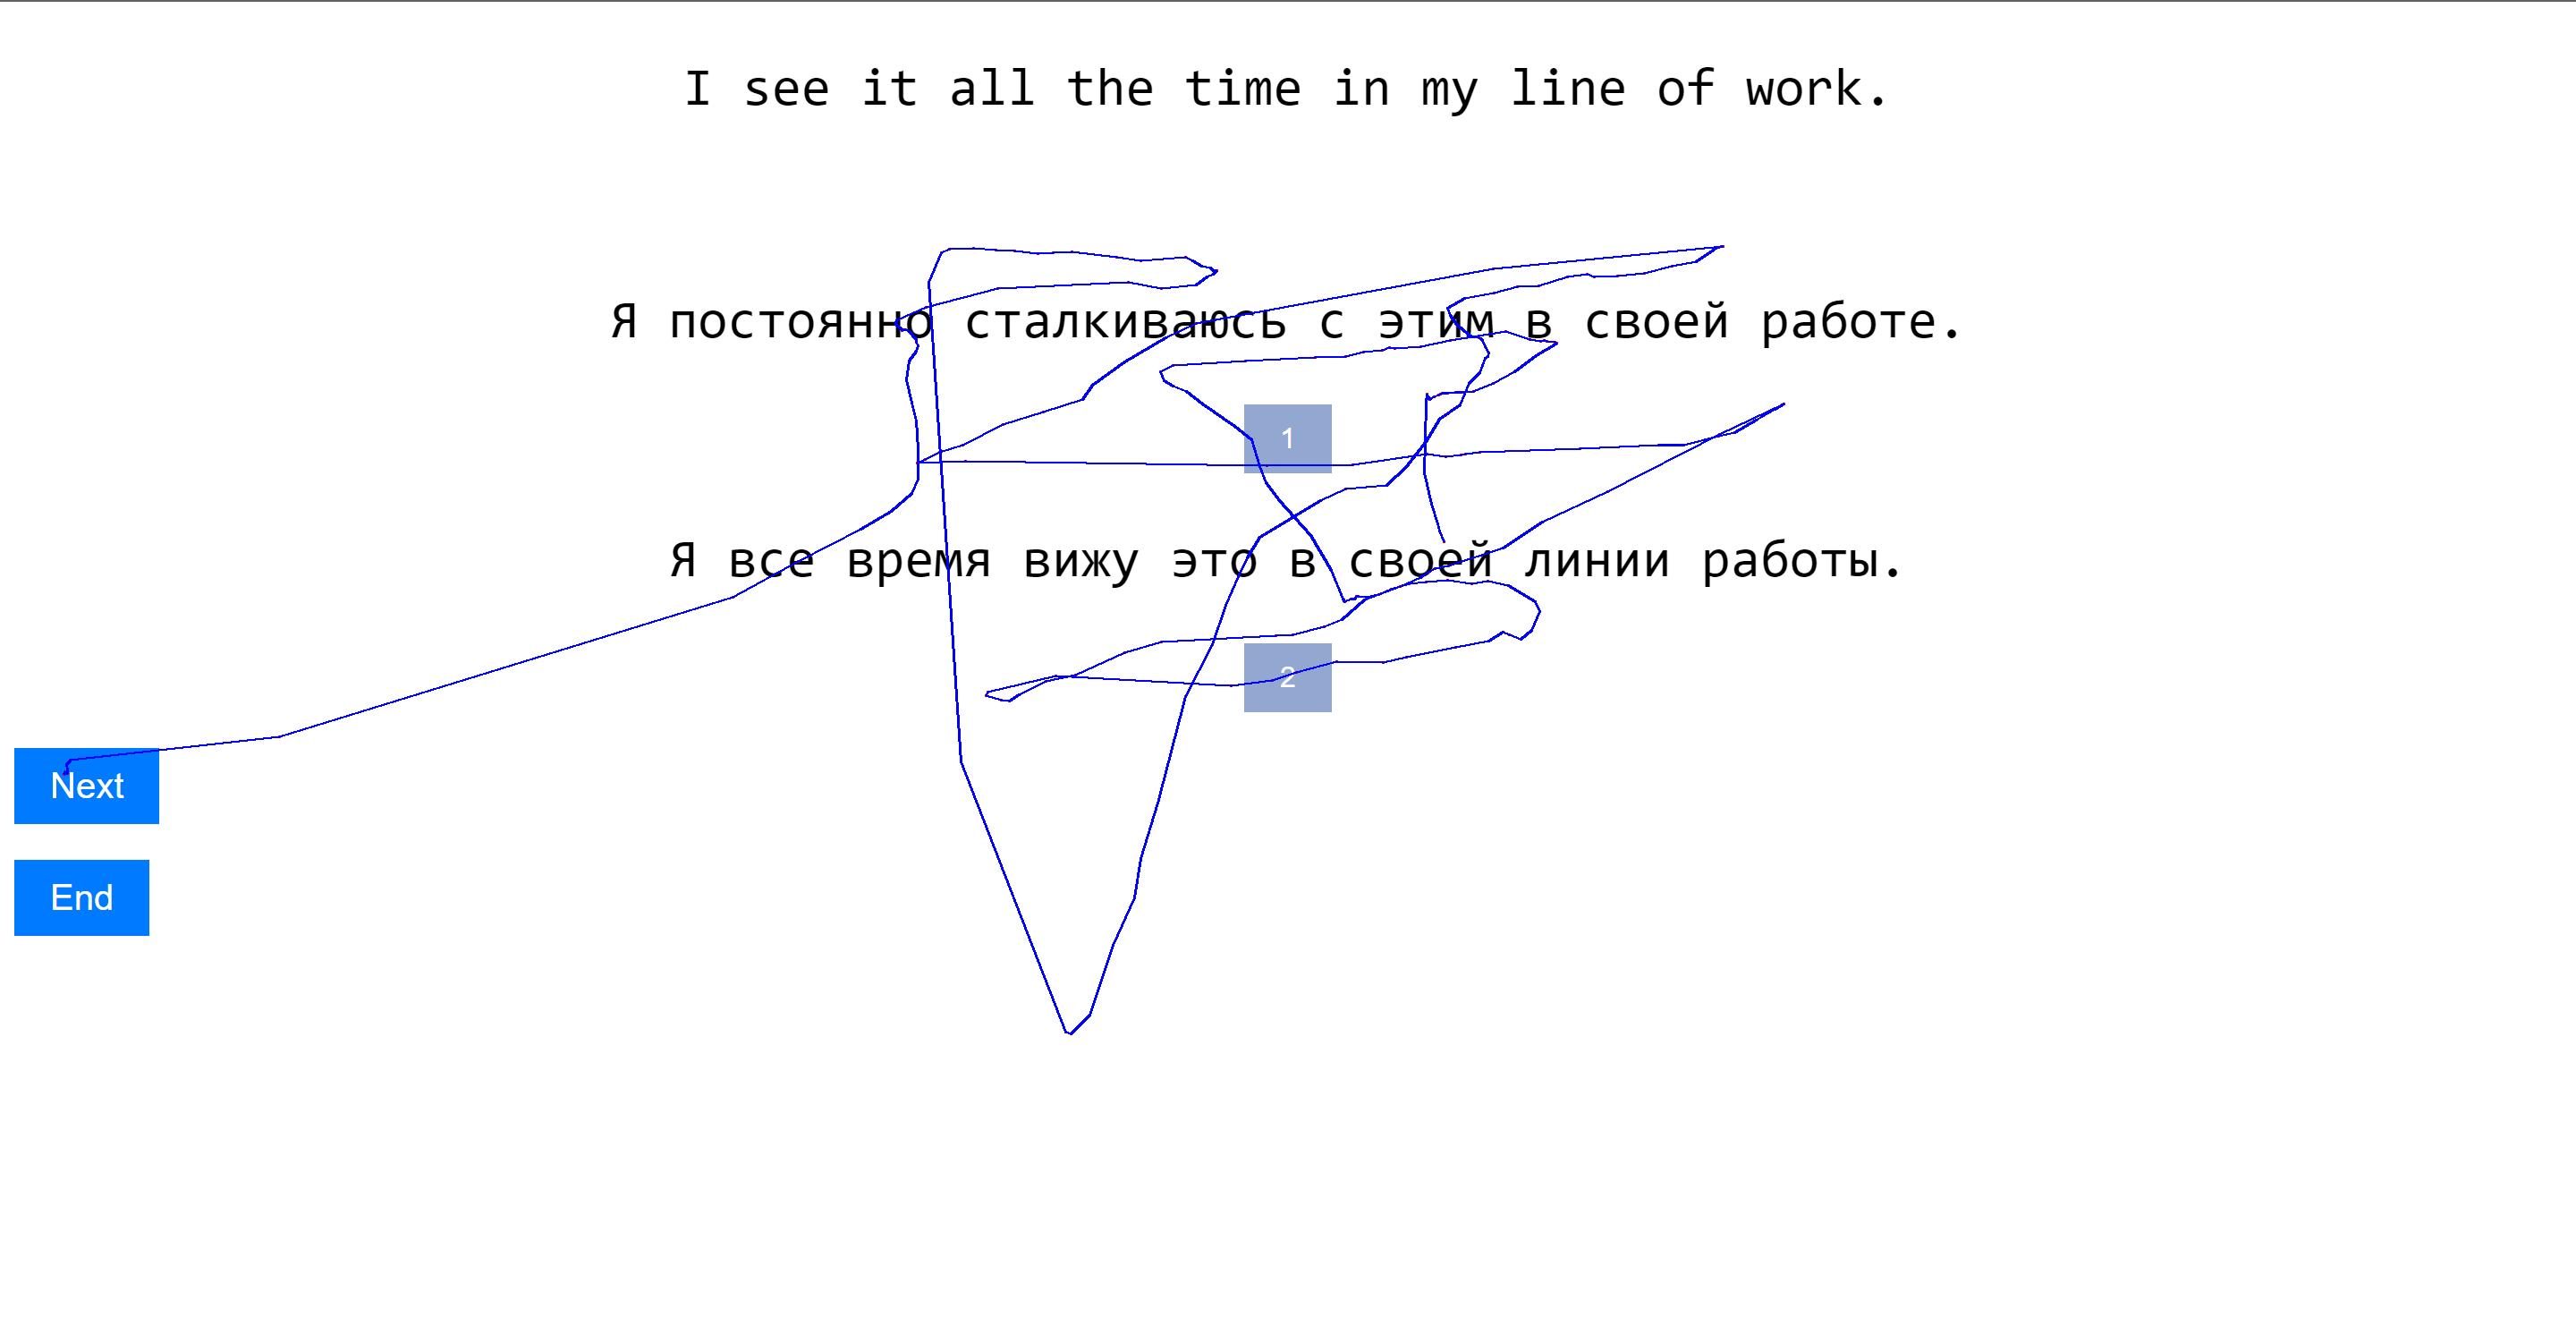 I see it all the time in my line of work.
Я постоянно сталкиваюсь с этим в своей работе.
1
Я все время вижу это в своей линии работы.
2
Next
End